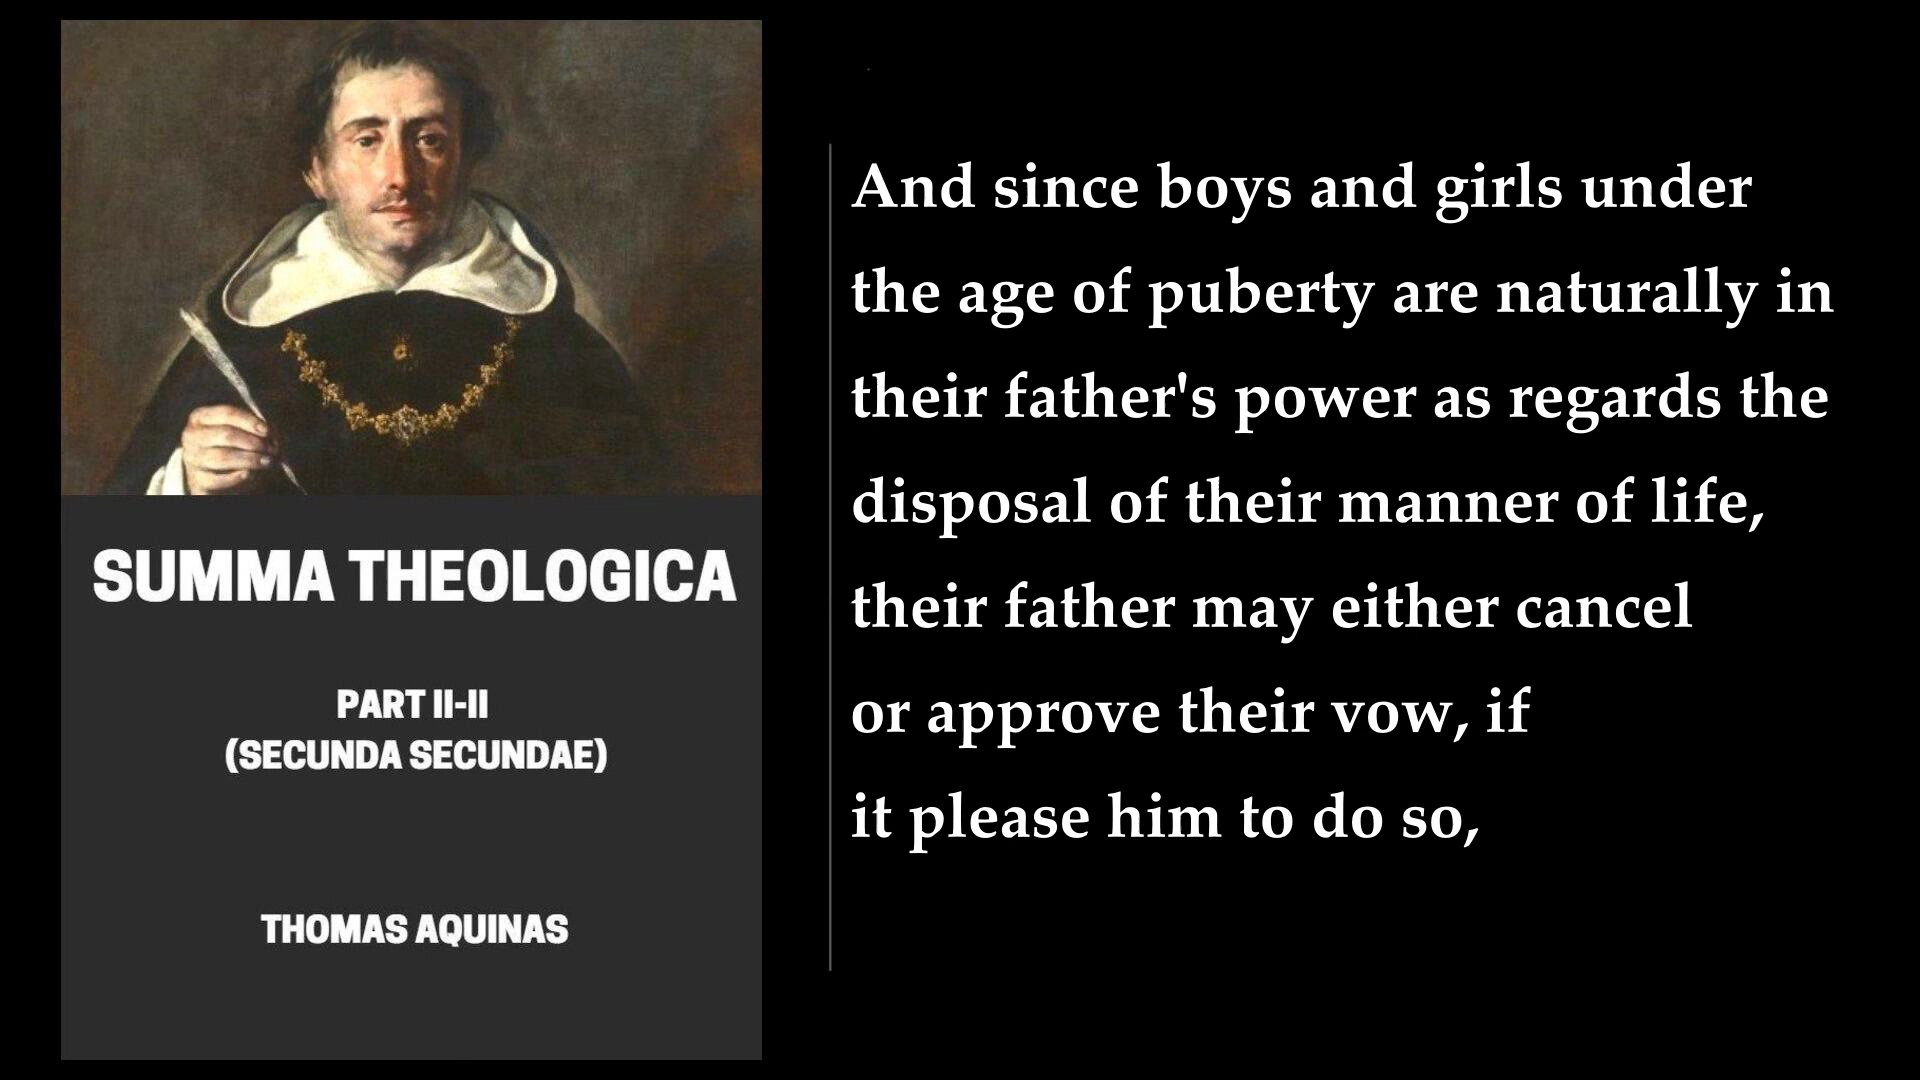 SUMMA THEOLOGICA
PART II-II
(SECUNDA SECUNDAE)
THOMAS AQUINAS
And since boys and girls under
the age of puberty are naturally in
their father's power as regards the
disposal of their manner of life,
their father may either cancel
or approve their vow, if
it please him to do so,